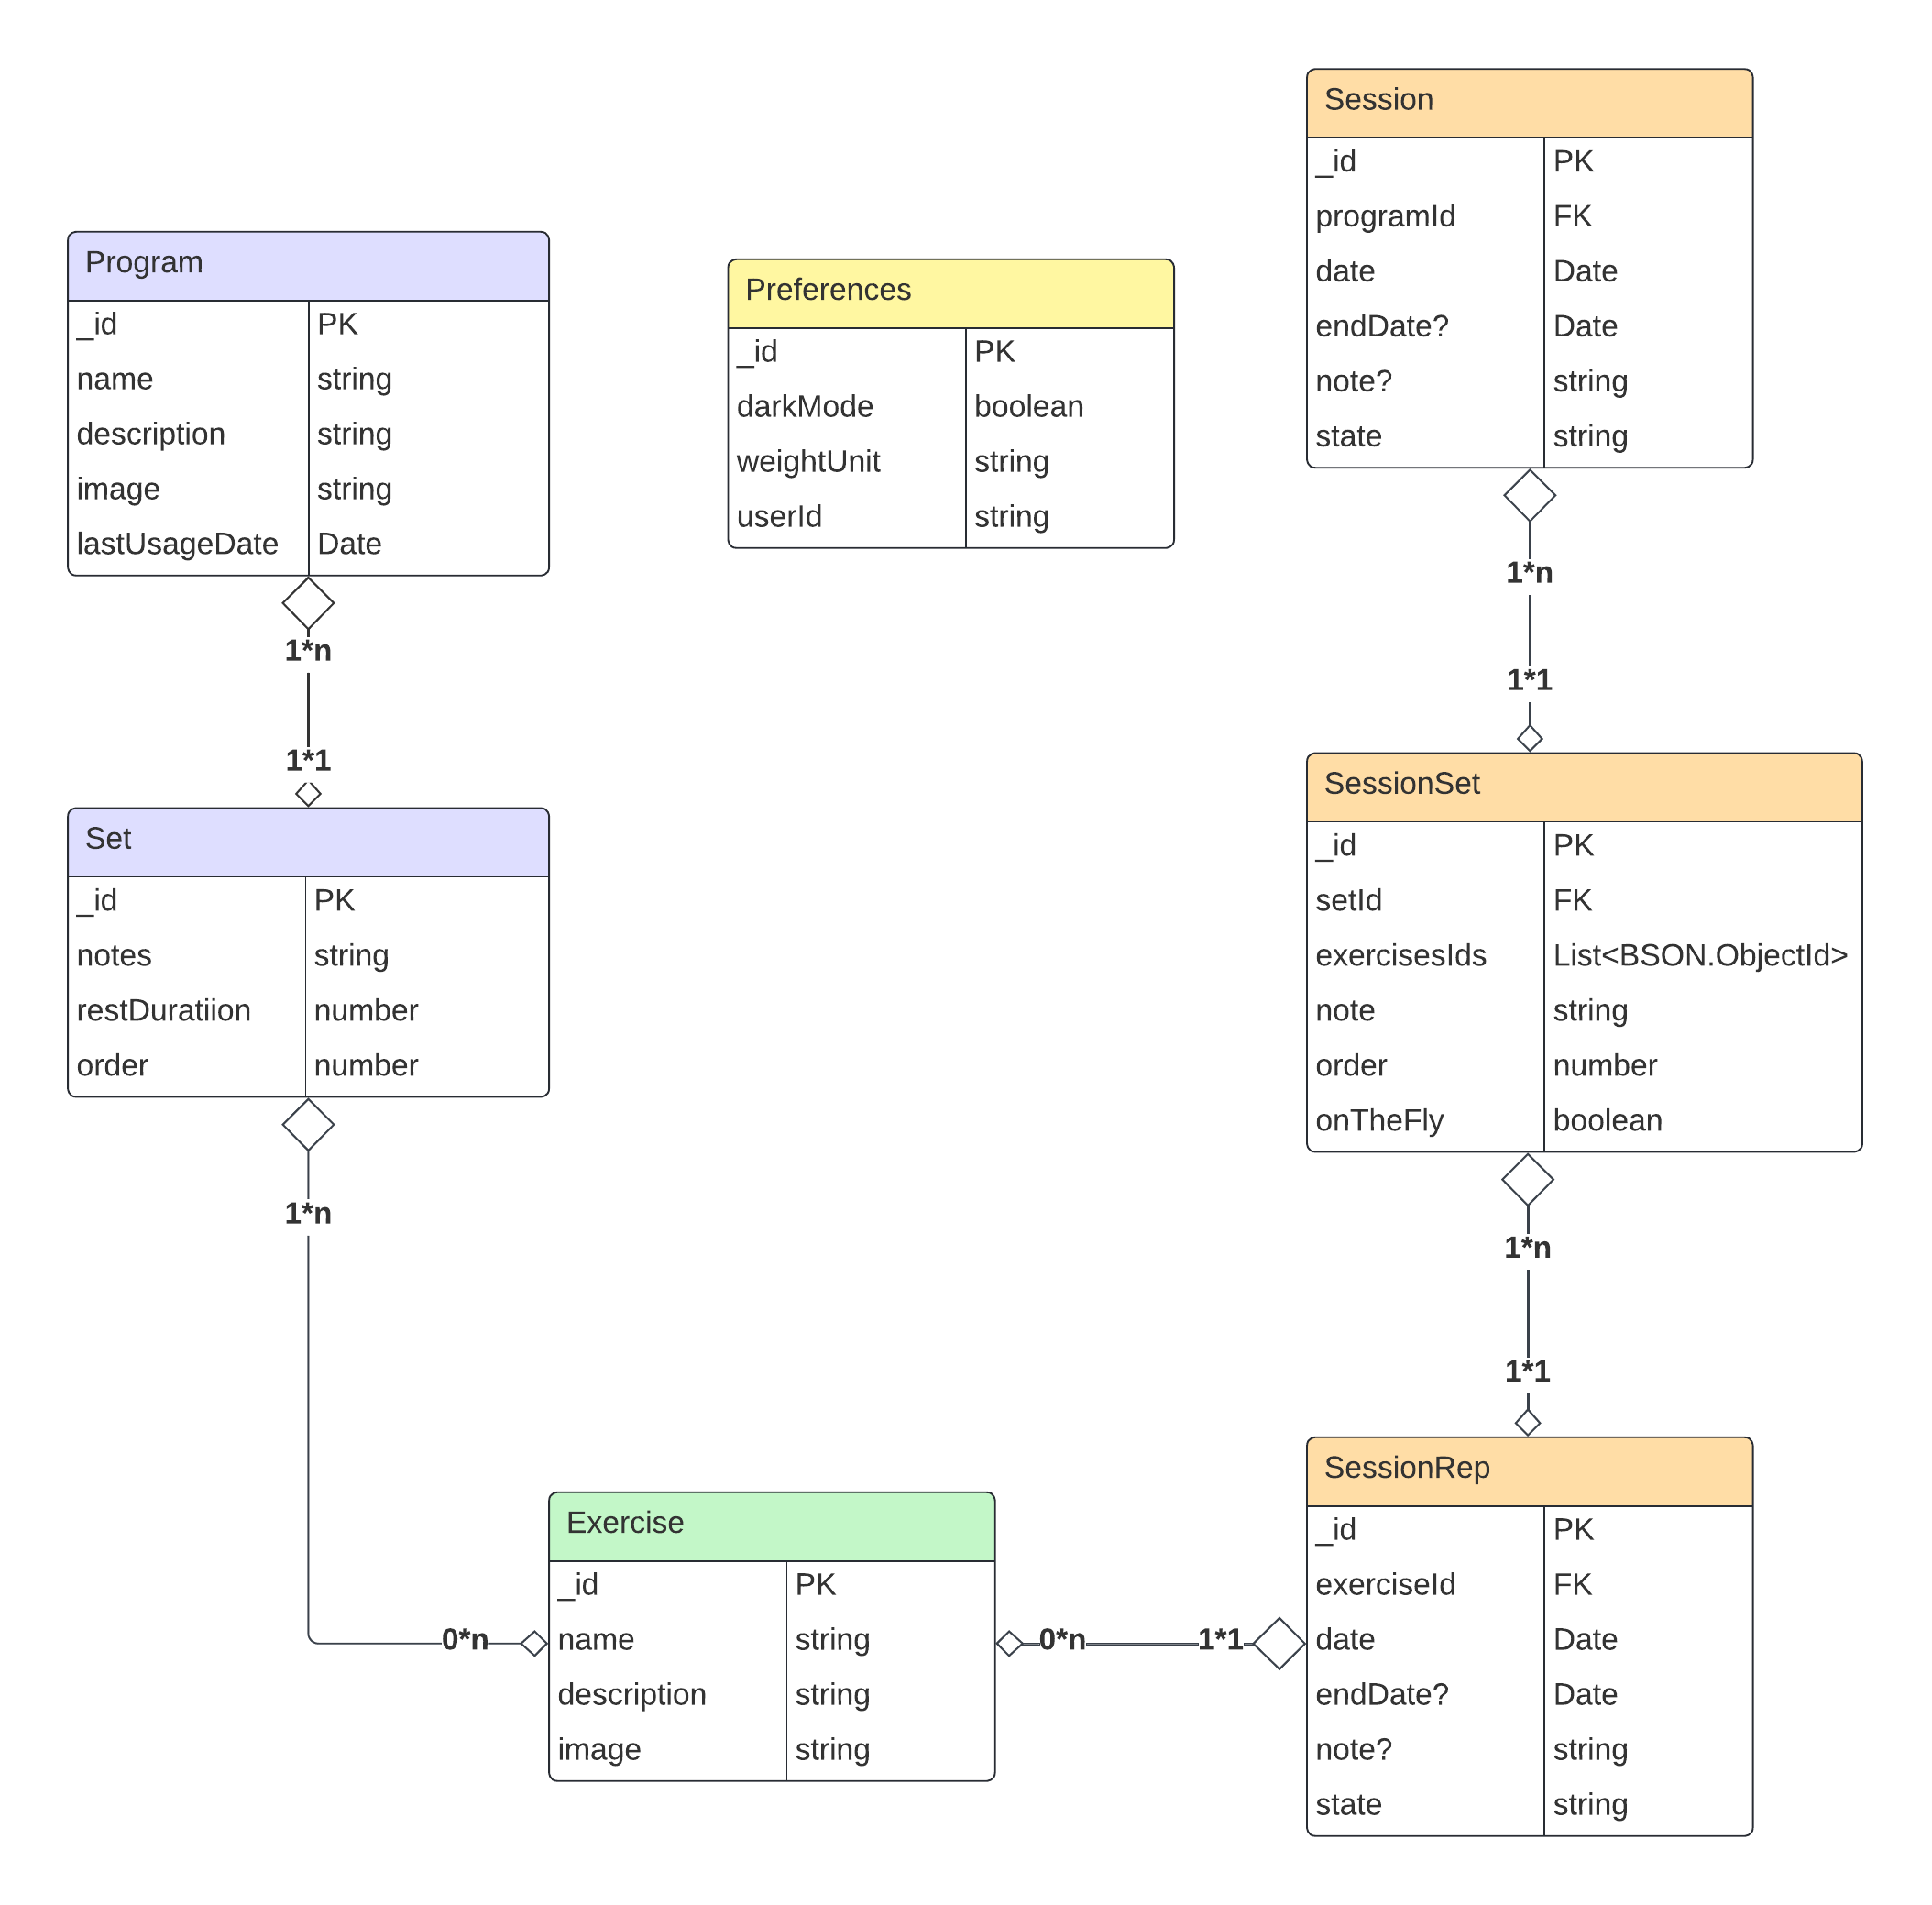 Program
_id PK
name string
description string
image string
lastUsageDate Date
1*n
1*1
Set
_id PK
notes string
restDuratiion number
order number
1*n
0*n
Preferences
_id PK
darkMode boolean
weightUnit string
userId string
Exercise
_id PK
name string
description string
image string
0*n
1*1
Session
_id PK
programId FK
date Date
endDate? Date
note? string
state string
1*n
1*1
SessionSet
_id PK
setId FK
exercisesIds List<BSON.ObjectId>
note string
order number
onTheFly boolean
1*n
1*1
SessionRep
_id PK
exerciseId FK
date Date
endDate? Date
note? string
state string